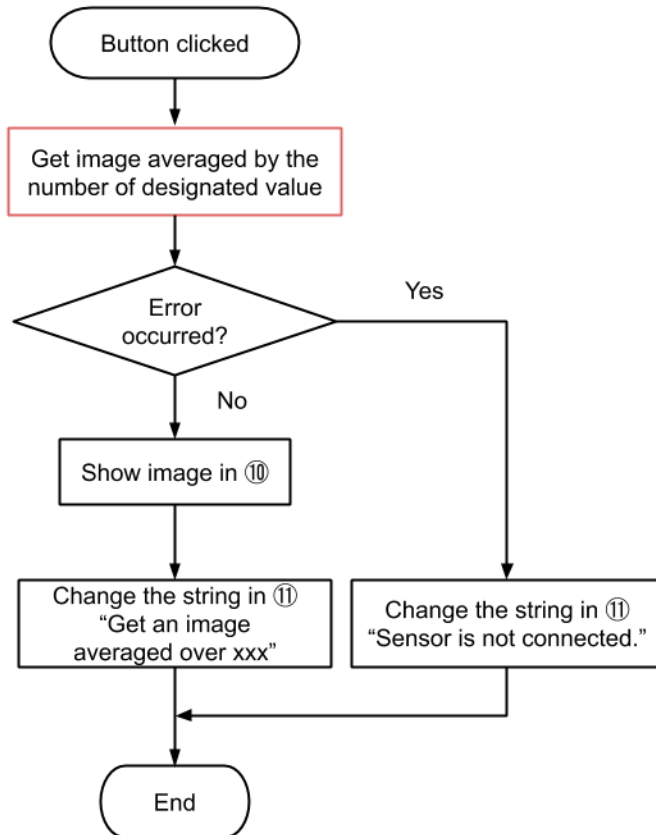 Button clicked
Get image averaged by the
number of designated value
Error
occurred?
Yes
No
Show image in ⑩
Change the string in ⑪
“Get an image
averaged over xxx”
Change the string in ⑪
“Sensor is not connected.”
End